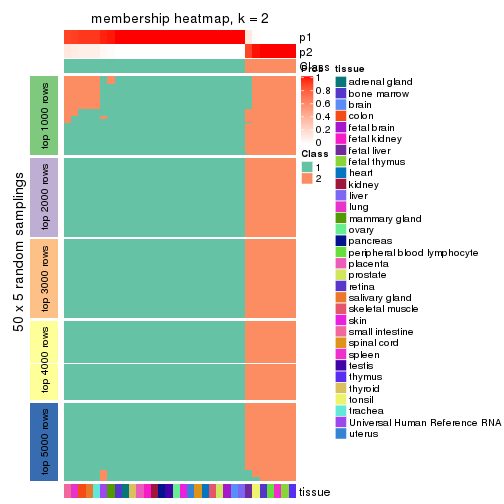 membership heatmap, k = 2
p1
p2
Class
Prob
1
0.8
0.6
0.4
0.2
0
Class
1
2
tissue
adrenal gland
bone marrow
brain
colon
fetal brain
fetal kidney
fetal liver
fetal thymus
heart
kidney
liver
lung
mammary gland
ovary
pancreas
peripheral blood lymphocyte
placenta
prostate
retina
salivary gland
skeletal muscle
skin
small intestine
spinal cord
spleen
testis
thymus
thyroid
tonsil
trachea
Universal Human Reference RNA
uterus
50 x 5 random samplings
top 1000 rows
top 2000 rows
top 3000 rows
top 4000 rows
top 5000 rows
tissue